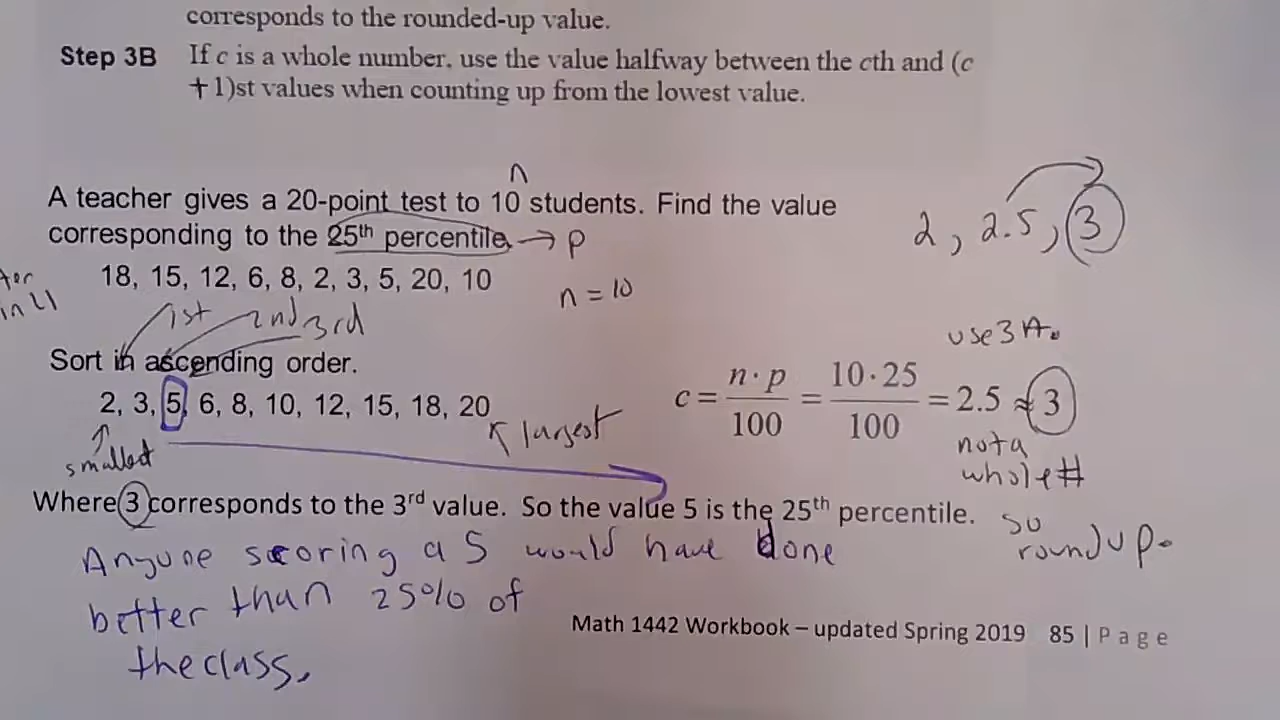 corresponds to the rounded-up value.
Step 3B If c is a whole number, use the value halfway between the cth and (c
+1)st values when counting up from the lowest value.
n
A teacher gives a 20-point test to 10 students. Find the value
corresponding to the 25th percentile. → p
2, 2.5, 3
18, 15, 12, 6, 8, 2, 3, 5, 20, 10
n = 10
1st 2nd 3rd
use 3A.
Sort in ascending order.
2, 3, 5, 6, 8, 10, 12, 15, 18, 20
c = n · p / 100 = 10 · 25 / 100 = 2.5 ≈ 3
largest
smallest
not a
whole #
Where 3 corresponds to the 3rd value. So the value 5 is the 25th percentile.
so
round up.
Anyone scoring a 5 would have done
better than 25% of
the class.
Math 1442 Workbook – updated Spring 2019 85 | Page